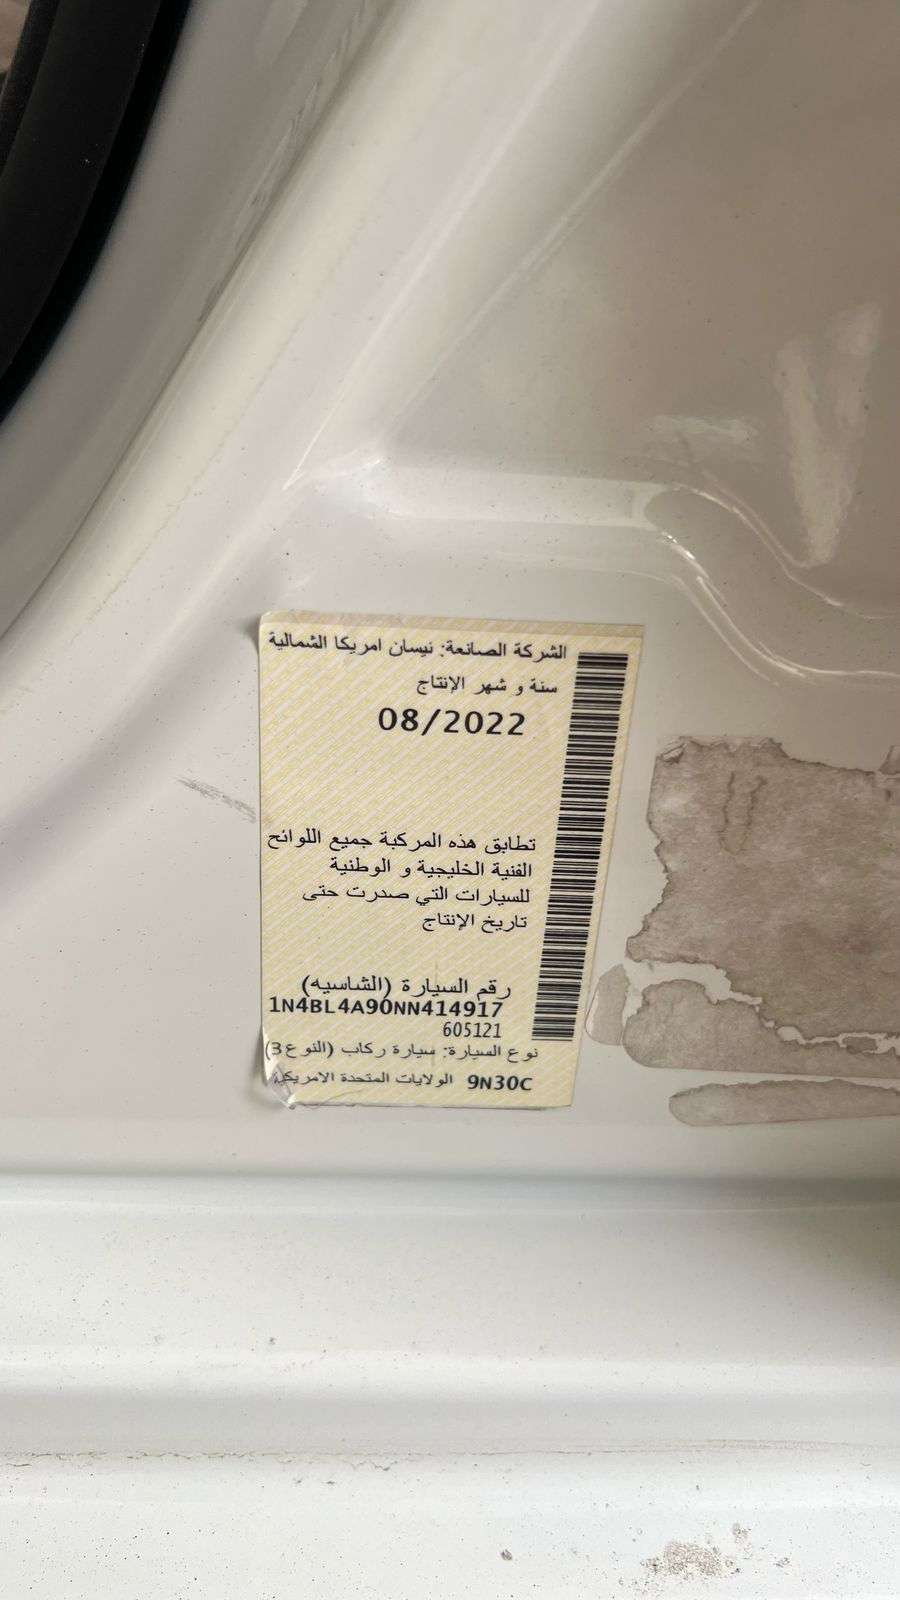 الشركة الصانعة: نيسان امريكا الشمالية
سنة و شهر الإنتاج
08/2022
تطابق هذه المركبة جميع اللوائح
الفنية الخليجية و الوطنية
للسيارات التي صدرت حتى
تاريخ الإنتاج
رقم السيارة (الشاسيه)
1N4BL4A90NN414917
605121
نوع السيارة: سيارة ركاب (النوع 3)
9N30C الولايات المتحدة الامريكية